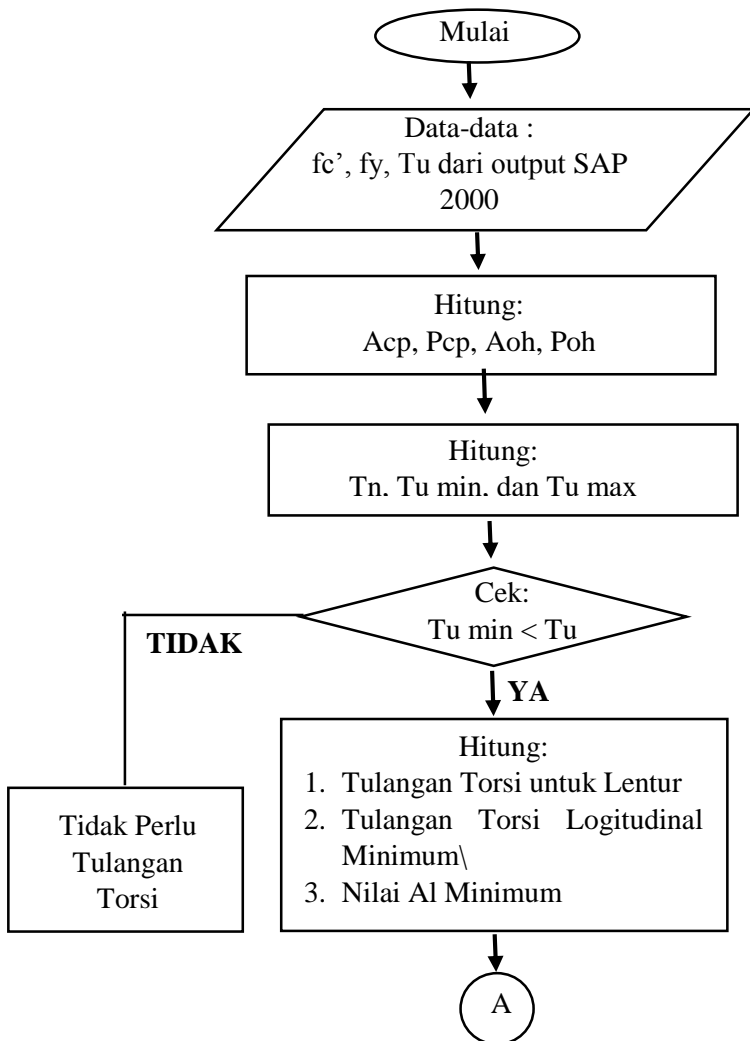 Mulai
Data-data :
fc’, fy, Tu dari output SAP
2000
Hitung:
Acp, Pcp, Aoh, Poh
Hitung:
Tn, Tu min, dan Tu max
Cek:
Tu min < Tu
TIDAK
YA
Hitung:
1. Tulangan Torsi untuk Lentur
2. Tulangan Torsi Logitudinal
Minimum\
3. Nilai Al Minimum
Tidak Perlu
Tulangan
Torsi
A